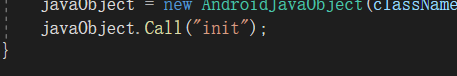 javaObject = new AndroidJavaObject(className
javaObject.Call("init");
}